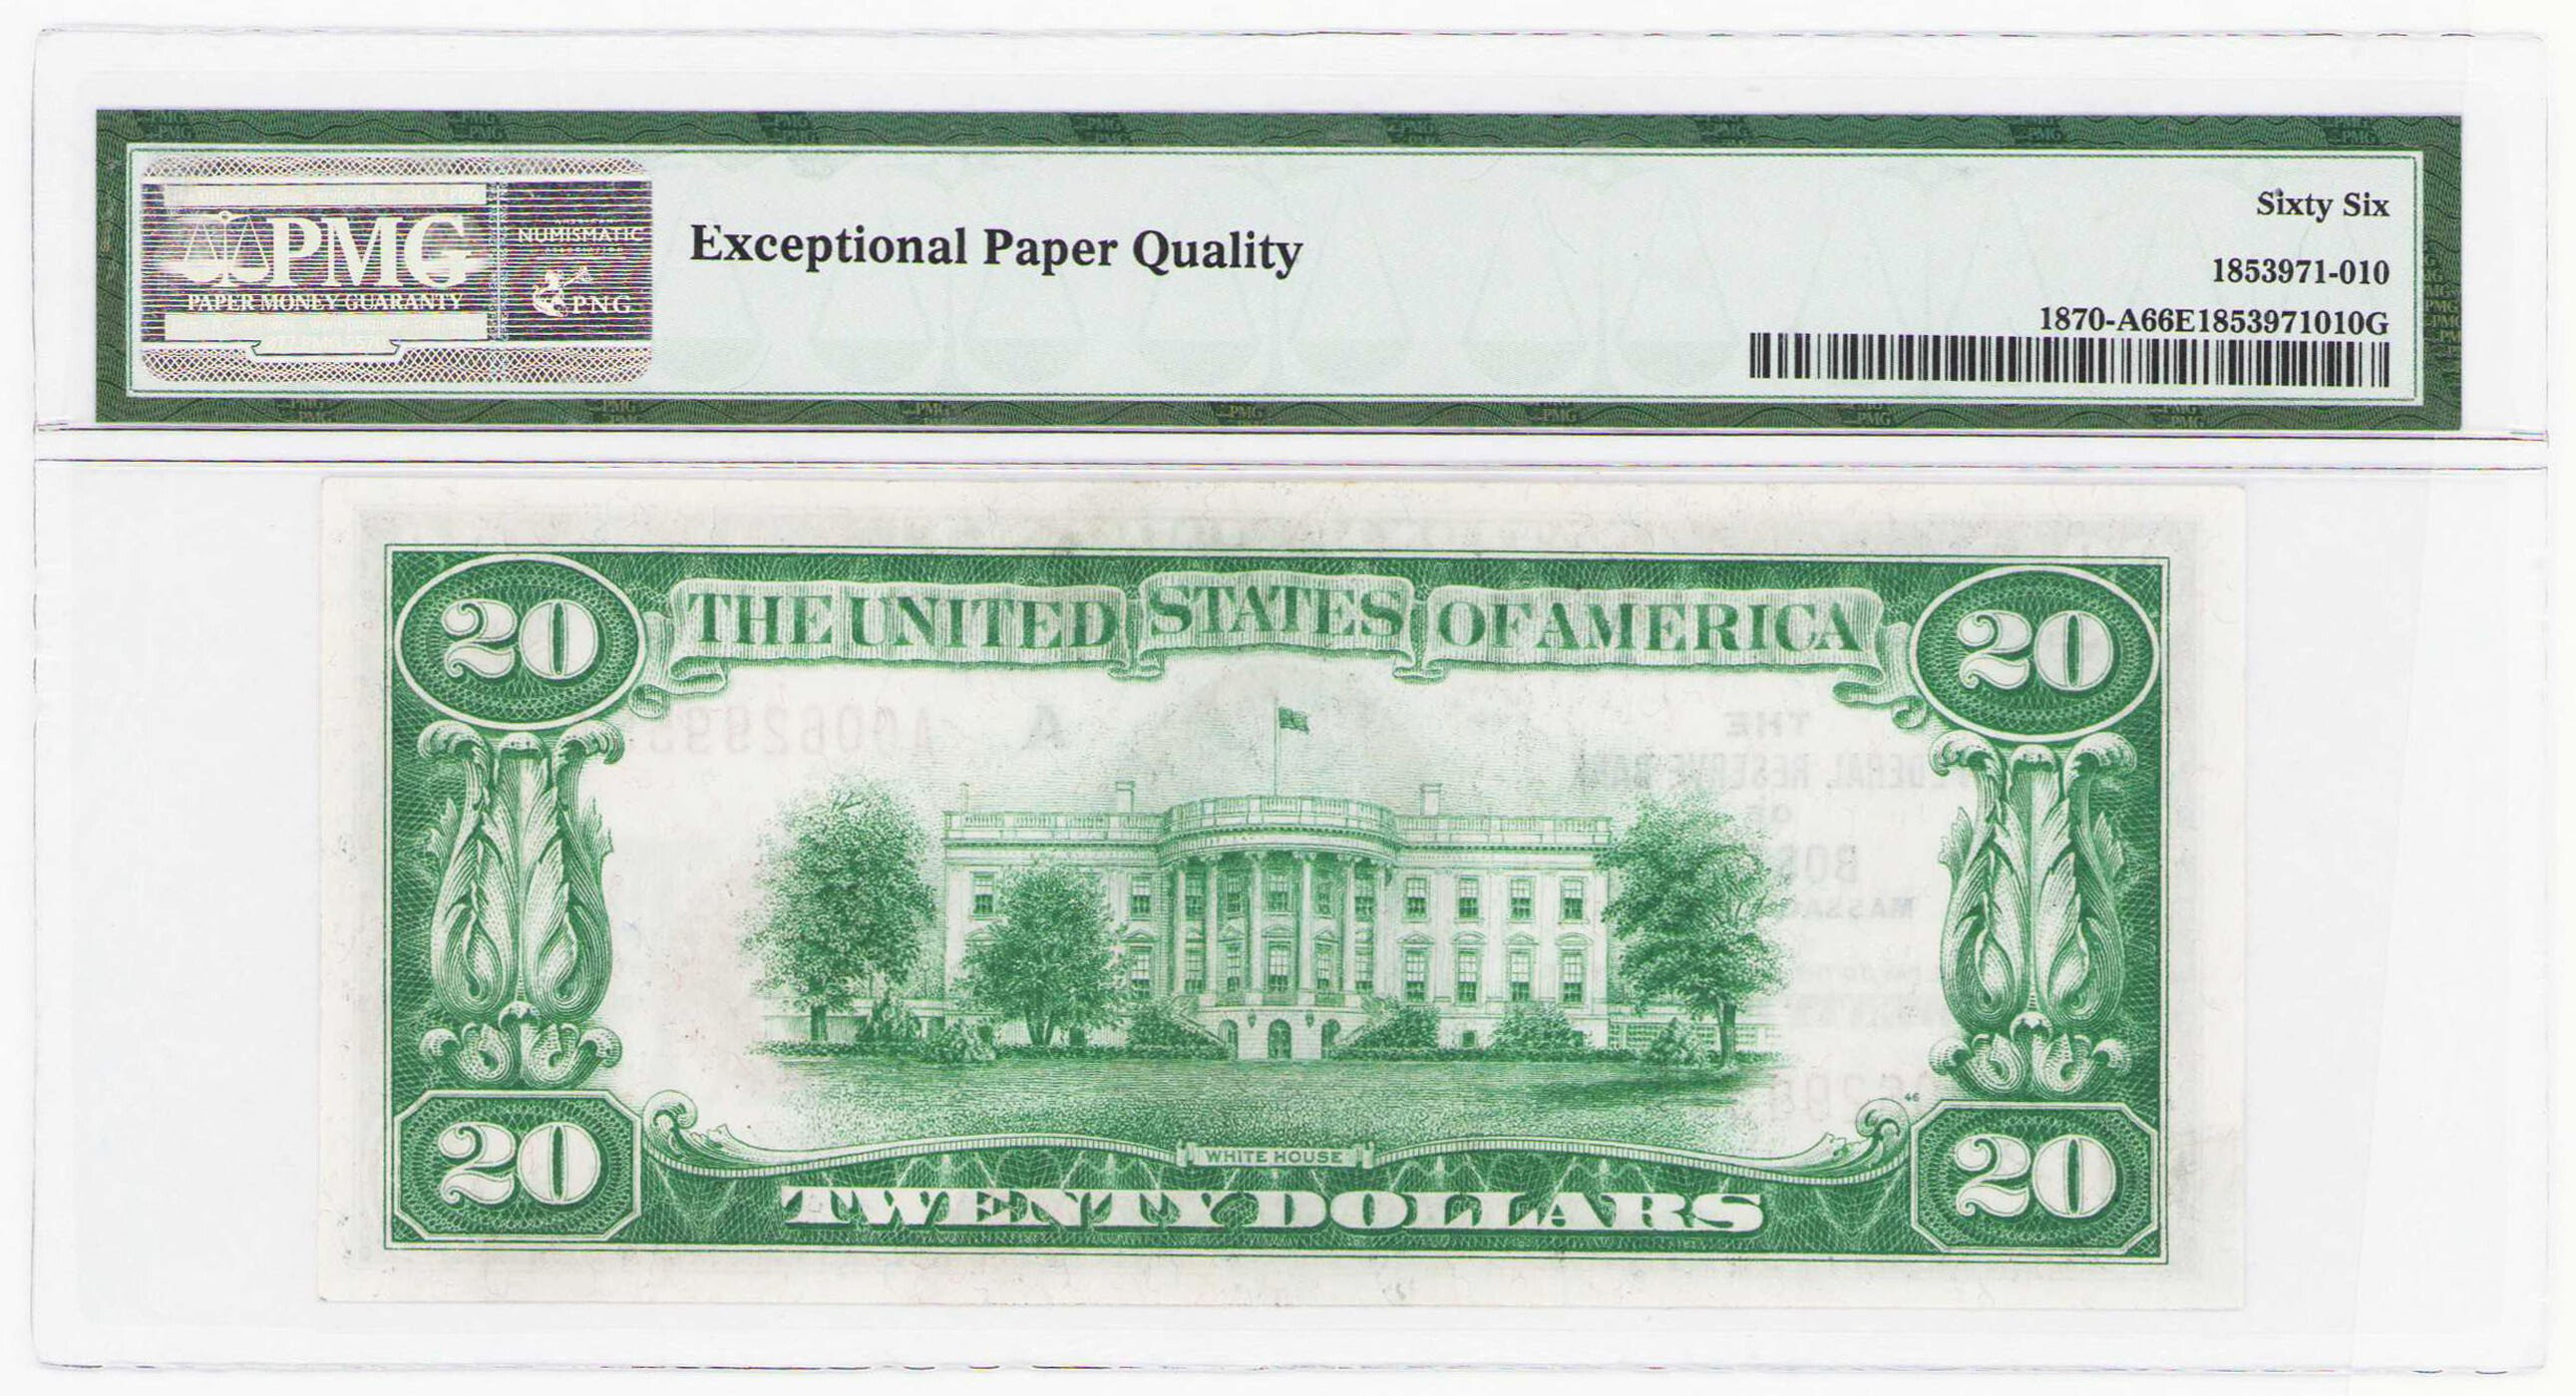 PMG
PAPER MONEY GUARANTY
NUMISMATIC
PNG
Exceptional Paper Quality
Sixty Six
1853971-010
1870-A66E1853971010G
20
THE UNITED STATES OF AMERICA
20
46
20
WHITE HOUSE
TWENTY DOLLARS
20